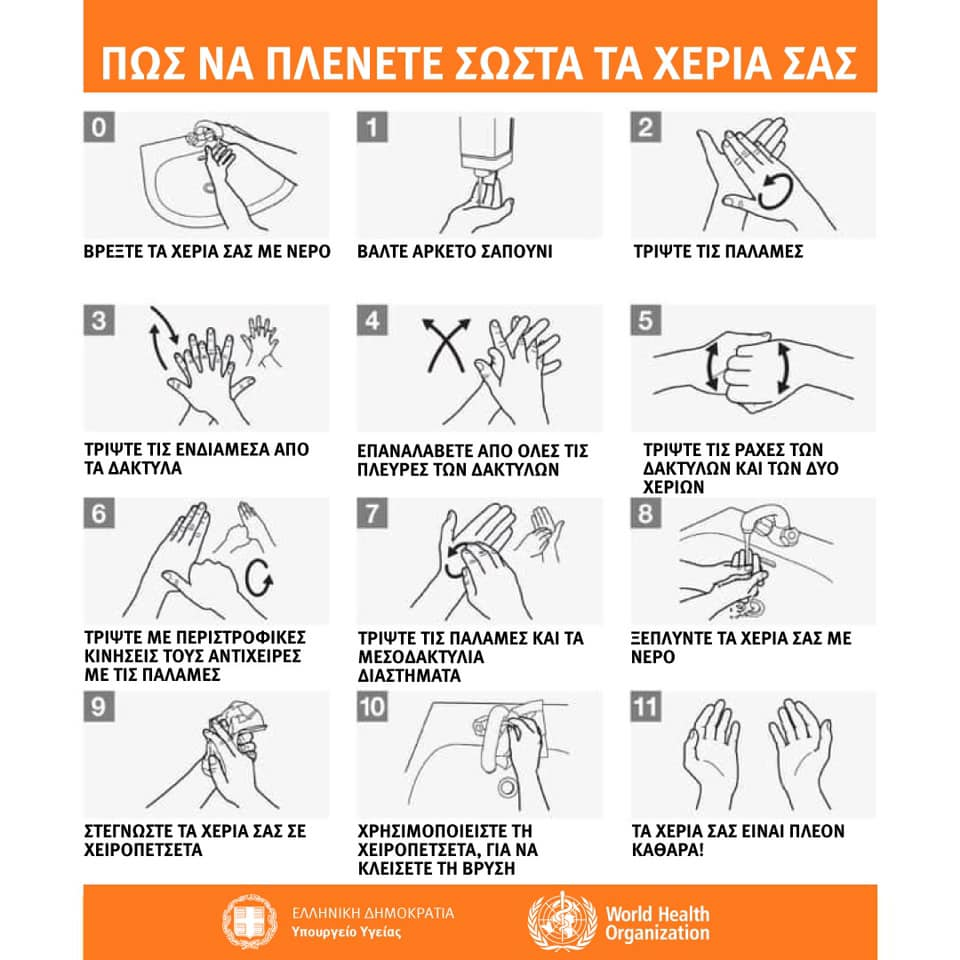 ΠΩΣ ΝΑ ΠΛΕΝΕΤΕ ΣΩΣΤΑ ΤΑ ΧΕΡΙΑ ΣΑΣ
0
ΒΡΕΞΤΕ ΤΑ ΧΕΡΙΑ ΣΑΣ ΜΕ ΝΕΡΟ
1
ΒΑΛΤΕ ΑΡΚΕΤΟ ΣΑΠΟΥΝΙ
2
ΤΡΙΨΤΕ ΤΙΣ ΠΑΛΑΜΕΣ
3
ΤΡΙΨΤΕ ΤΙΣ ΕΝΔΙΑΜΕΣΑ ΑΠΟ
ΤΑ ΔΑΚΤΥΛΑ
4
ΕΠΑΝΑΛΑΒΕΤΕ ΑΠΟ ΟΛΕΣ ΤΙΣ
ΠΛΕΥΡΕΣ ΤΩΝ ΔΑΚΤΥΛΩΝ
5
ΤΡΙΨΤΕ ΤΙΣ ΡΑΧΕΣ ΤΩΝ
ΔΑΚΤΥΛΩΝ ΚΑΙ ΤΩΝ ΔΥΟ
ΧΕΡΙΩΝ
6
ΤΡΙΨΤΕ ΜΕ ΠΕΡΙΣΤΡΟΦΙΚΕΣ
ΚΙΝΗΣΕΙΣ ΤΟΥΣ ΑΝΤΙΧΕΙΡΕΣ
ΜΕ ΤΙΣ ΠΑΛΑΜΕΣ
7
ΤΡΙΨΤΕ ΤΙΣ ΠΑΛΑΜΕΣ ΚΑΙ ΤΑ
ΜΕΣΟΔΑΚΤΥΛΙΑ
ΔΙΑΣΤΗΜΑΤΑ
8
ΞΕΠΛΥΝΤΕ ΤΑ ΧΕΡΙΑ ΣΑΣ ΜΕ
ΝΕΡΟ
9
ΣΤΕΓΝΩΣΤΕ ΤΑ ΧΕΡΙΑ ΣΑΣ ΣΕ
ΧΕΙΡΟΠΕΤΣΕΤΑ
10
ΧΡΗΣΙΜΟΠΟΙΕΙΣΤΕ ΤΗ
ΧΕΙΡΟΠΕΤΣΕΤΑ, ΓΙΑ ΝΑ
ΚΛΕΙΣΕΤΕ ΤΗ ΒΡΥΣΗ
11
ΤΑ ΧΕΡΙΑ ΣΑΣ ΕΙΝΑΙ ΠΛΕΟΝ
ΚΑΘΑΡΑ!
ΕΛΛΗΝΙΚΗ ΔΗΜΟΚΡΑΤΙΑ
Υπουργείο Υγείας
World Health
Organization